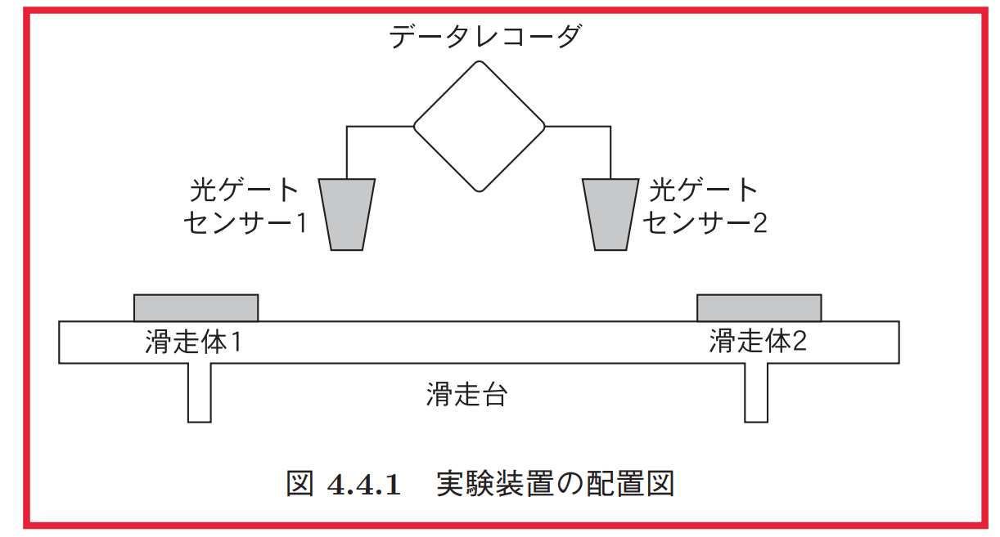 データレコーダ
光ゲート
センサー1
光ゲート
センサー2
滑走体1
滑走体2
滑走台
図 4.4.1　実験装置の配置図